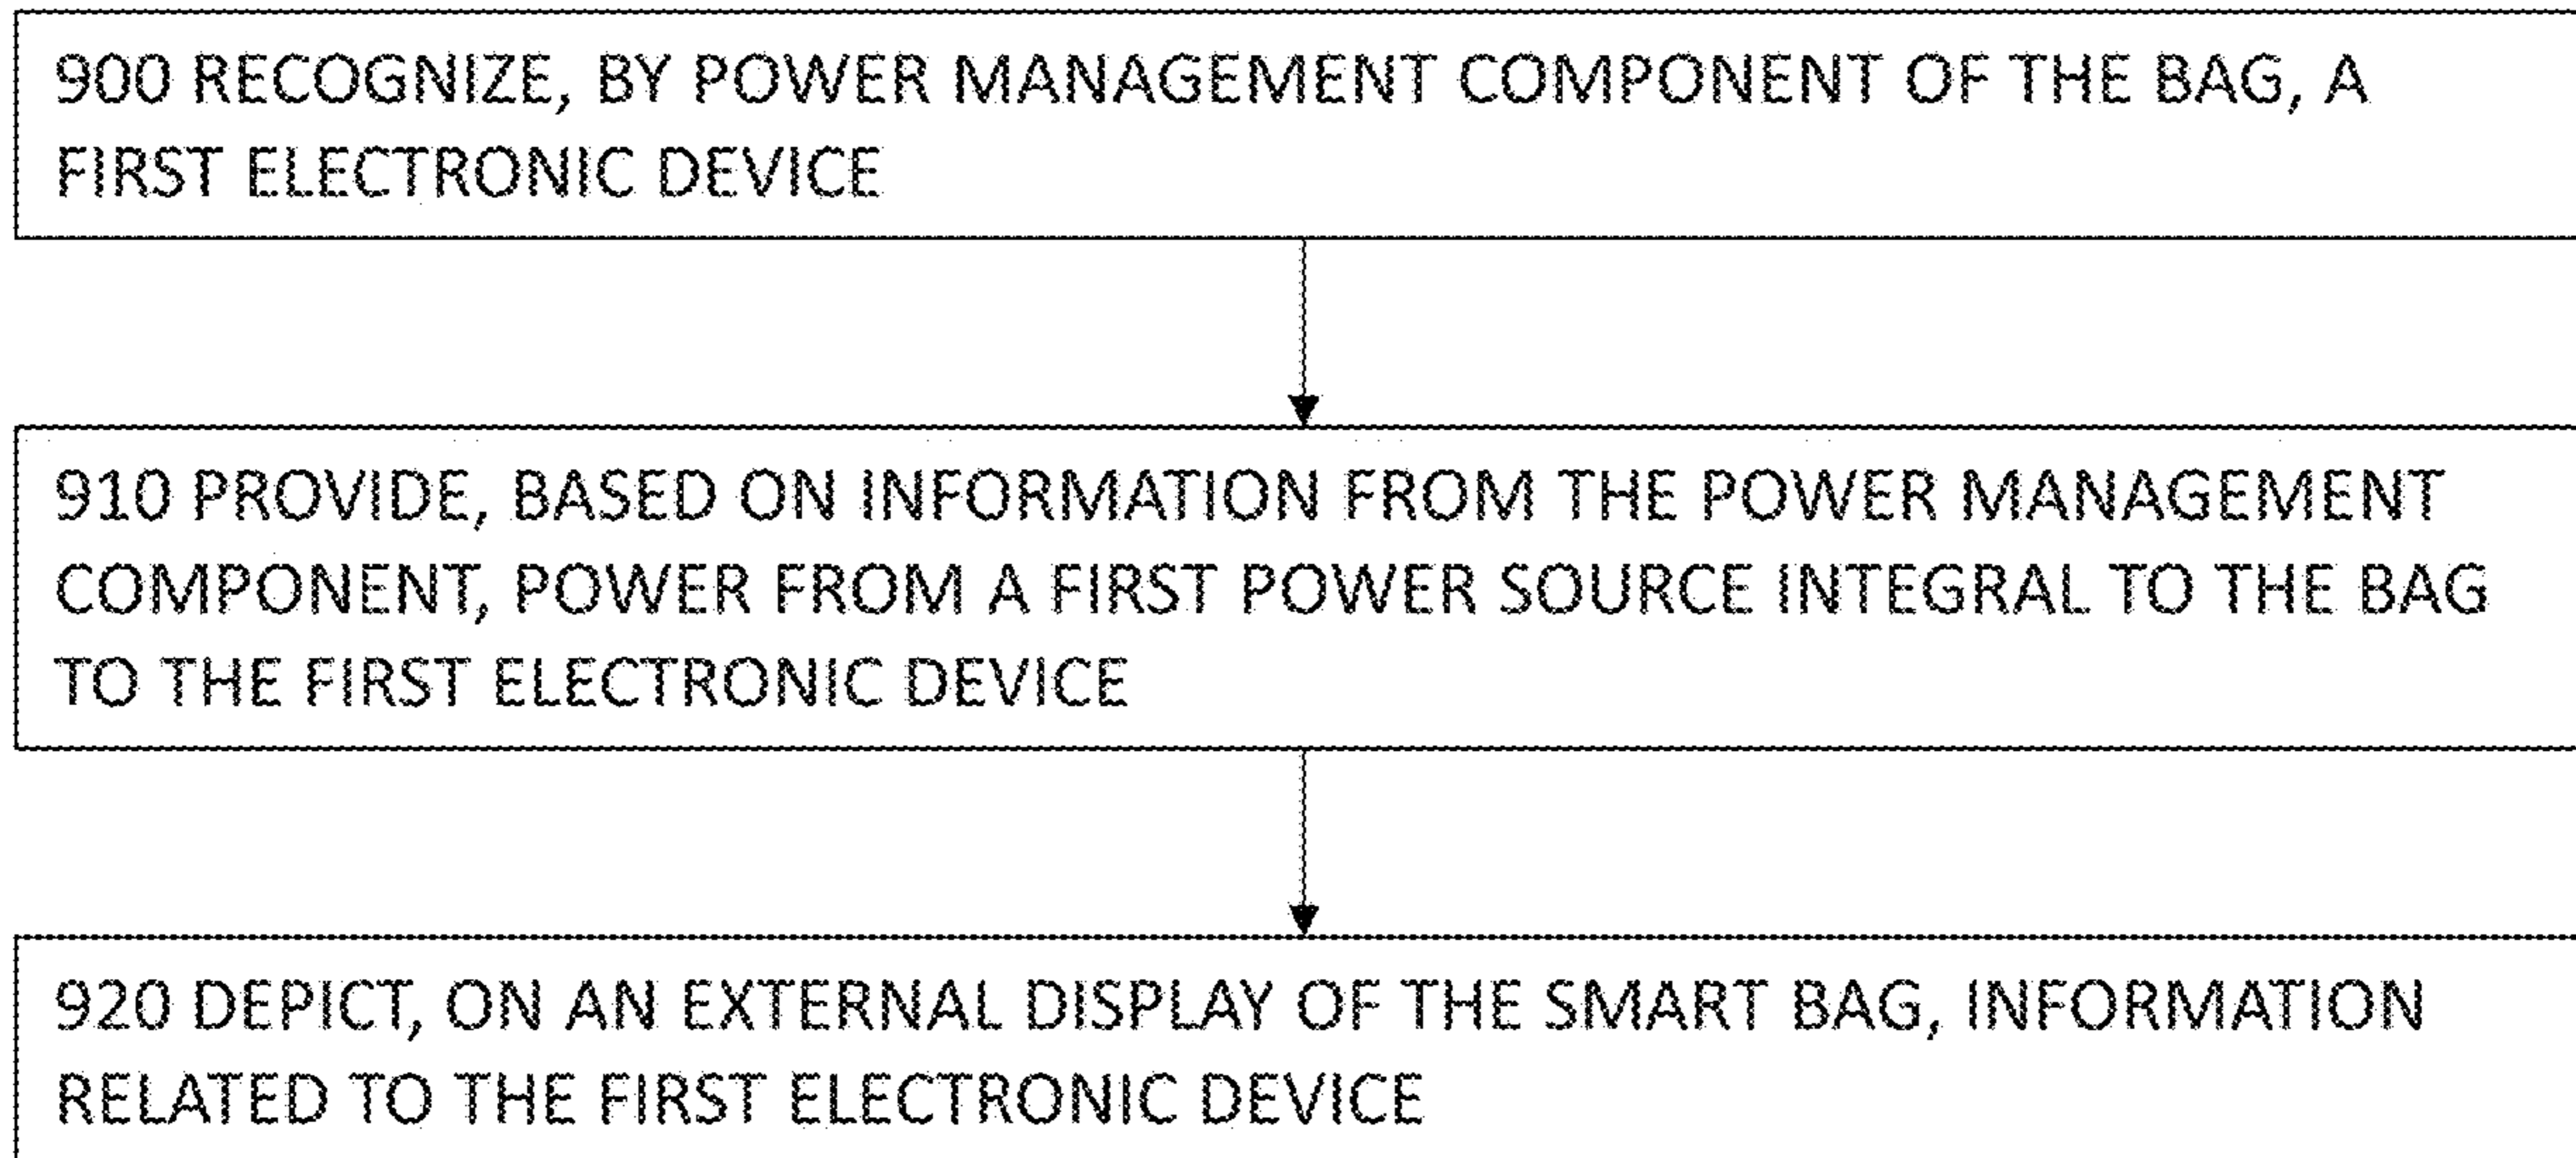 900 RECOGNIZE, BY POWER MANAGEMENT COMPONENT OF THE BAG, A
FIRST ELECTRONIC DEVICE
910 PROVIDE, BASED ON INFORMATION FROM THE POWER MANAGEMENT
COMPONENT, POWER FROM A FIRST POWER SOURCE INTEGRAL TO THE BAG
TO THE FIRST ELECTRONIC DEVICE
920 DEPICT, ON AN EXTERNAL DISPLAY OF THE SMART BAG, INFORMATION
RELATED TO THE FIRST ELECTRONIC DEVICE